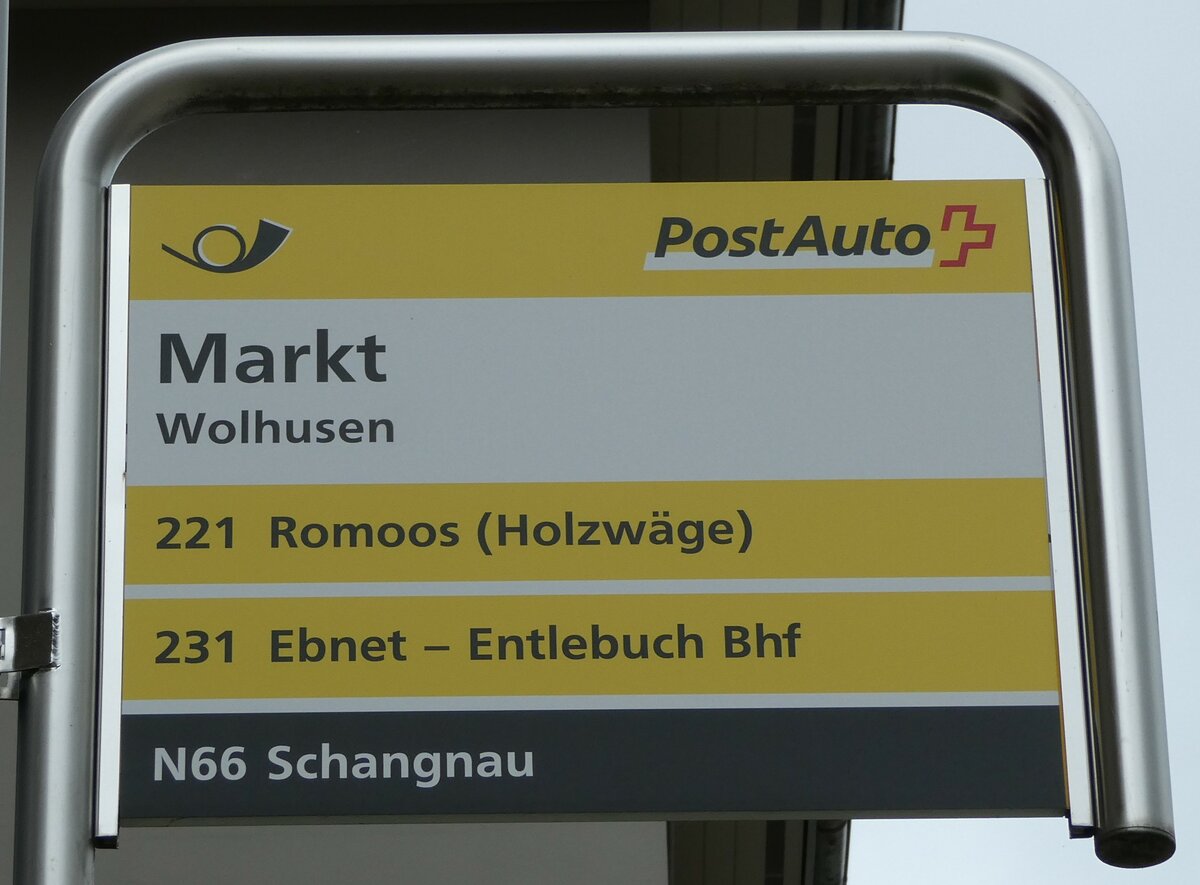 PostAuto
Markt
Wolhusen
221 Romoos (Holzwäge)
231 Ebnet – Entlebuch Bhf
N66 Schangnau